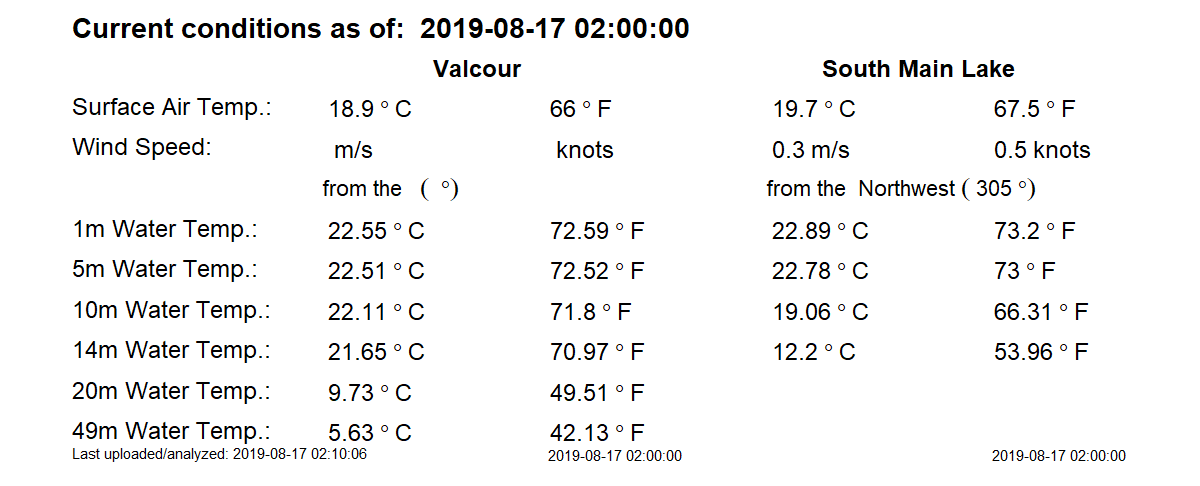 Current conditions as of: 2019-08-17 02:00:00
Valcour South Main Lake
Surface Air Temp.: 18.9 ° C 66 ° F 19.7 ° C 67.5 ° F
Wind Speed: m/s knots 0.3 m/s 0.5 knots
from the ( °) from the Northwest ( 305 °)
1m Water Temp.: 22.55 ° C 72.59 ° F 22.89 ° C 73.2 ° F
5m Water Temp.: 22.51 ° C 72.52 ° F 22.78 ° C 73 ° F
10m Water Temp.: 22.11 ° C 71.8 ° F 19.06 ° C 66.31 ° F
14m Water Temp.: 21.65 ° C 70.97 ° F 12.2 ° C 53.96 ° F
20m Water Temp.: 9.73 ° C 49.51 ° F
49m Water Temp.: 5.63 ° C 42.13 ° F
Last uploaded/analyzed: 2019-08-17 02:10:06 2019-08-17 02:00:00 2019-08-17 02:00:00